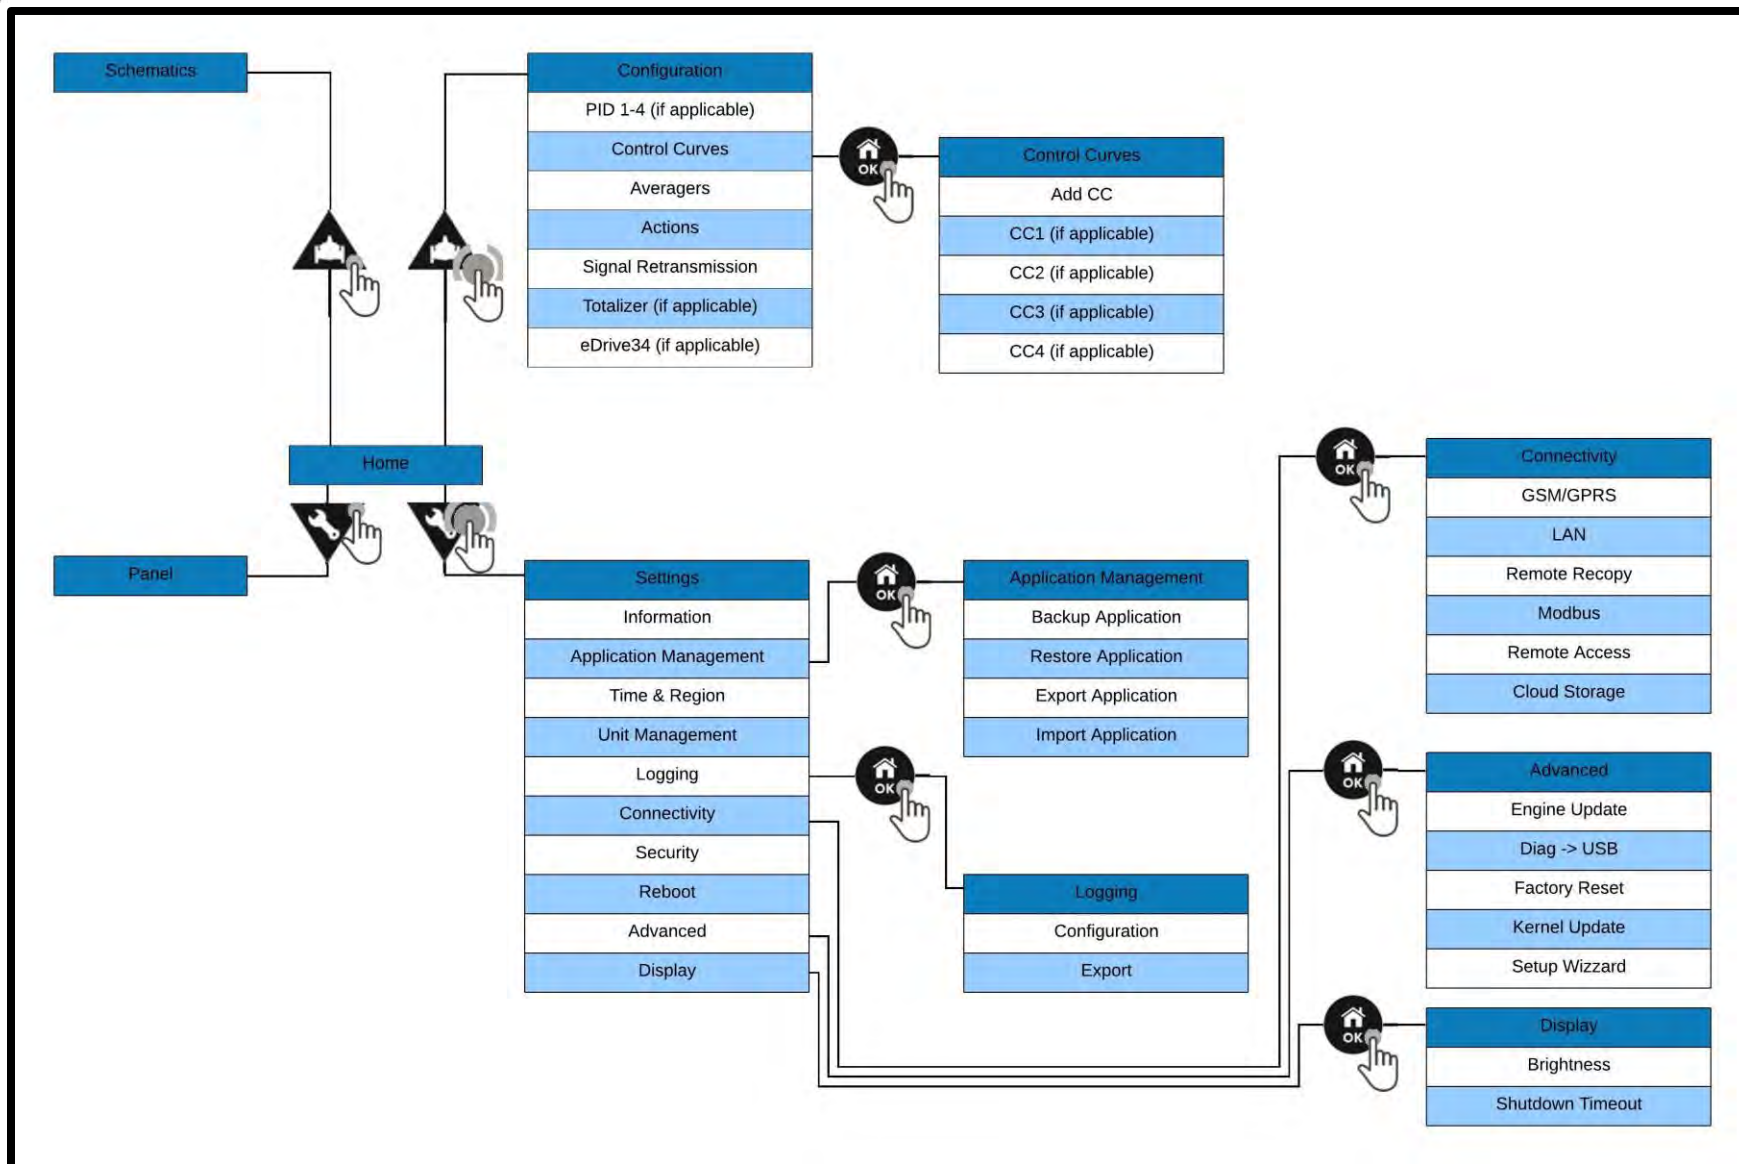 Schematics
Configuration
PID 1-4 (if applicable)
Control Curves
Averagers
Actions
Signal Retransmission
Totalizer (if applicable)
eDrive34 (if applicable)
OK
Control Curves
Add CC
CC1 (if applicable)
CC2 (if applicable)
CC3 (if applicable)
CC4 (if applicable)
Home
Panel
Settings
Information
Application Management
Time & Region
Unit Management
Logging
Connectivity
Security
Reboot
Advanced
Display
OK
Application Management
Backup Application
Restore Application
Export Application
Import Application
OK
Logging
Configuration
Export
OK
Connectivity
GSM/GPRS
LAN
Remote Recopy
Modbus
Remote Access
Cloud Storage
OK
Advanced
Engine Update
Diag -> USB
Factory Reset
Kernel Update
Setup Wizzard
OK
Display
Brightness
Shutdown Timeout